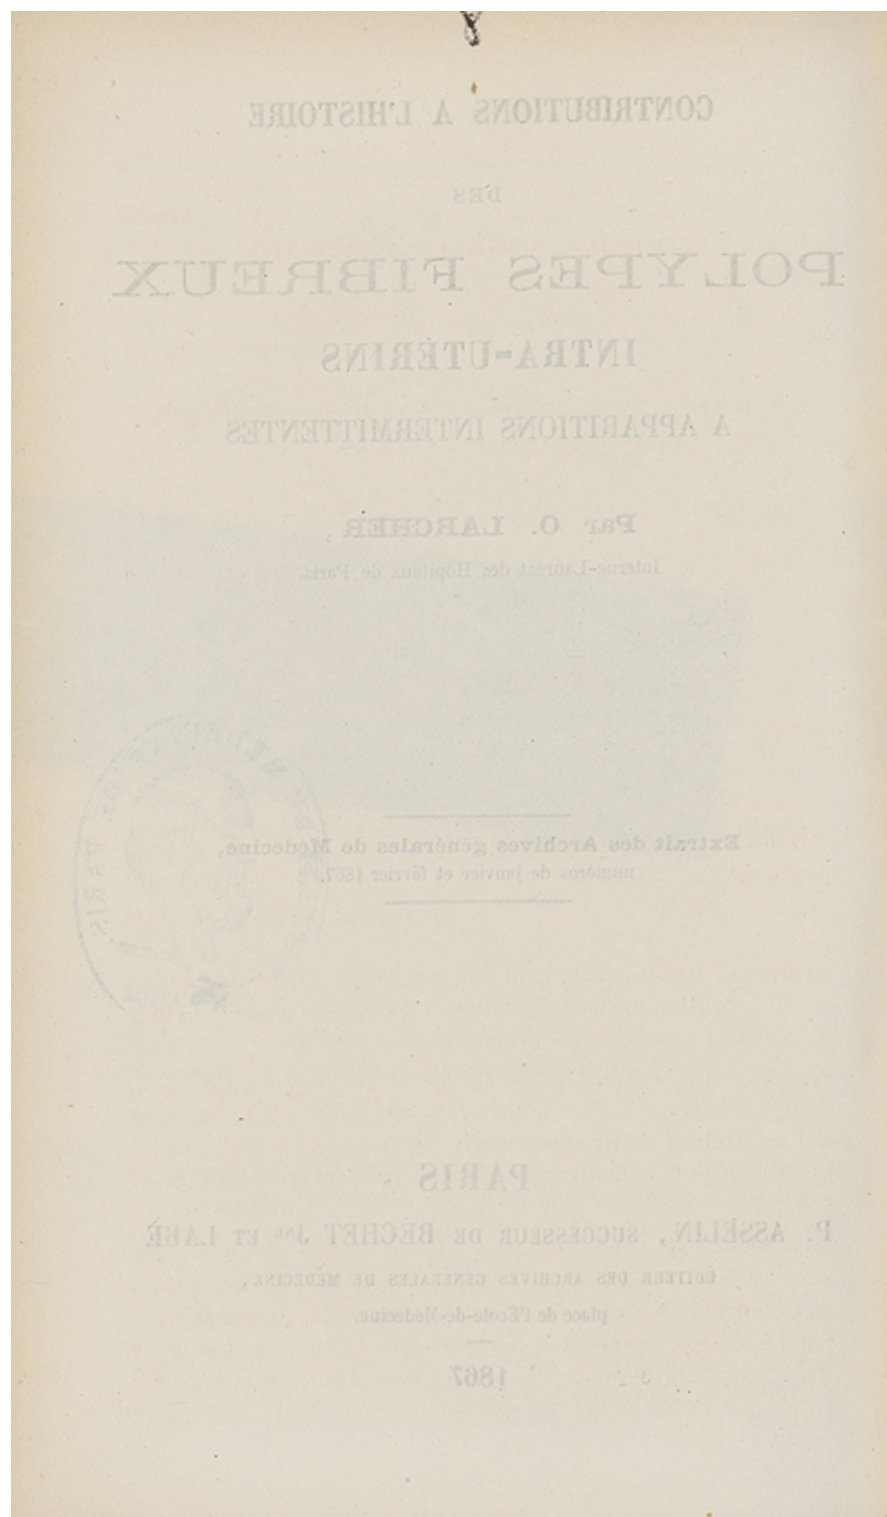 CONTRIBUTIONS A L'HISTOIRE
DES
POLYPES FIBREUX
INTRA-UTÉRINS
A APPARITIONS INTERMITTENTES
Par O. LARCHER,
Interne-Lauréat des Hôpitaux de Paris.
Extrait des Archives générales de Médecine,
numéros de janvier et février 1867.
PARIS
P. ASSELIN, SUCCESSEUR DE BÉCHET JNE ET LABÉ
ÉDITEUR DES ARCHIVES GÉNÉRALES DE MÉDECINE,
place de l'École-de-Médecine.
1867